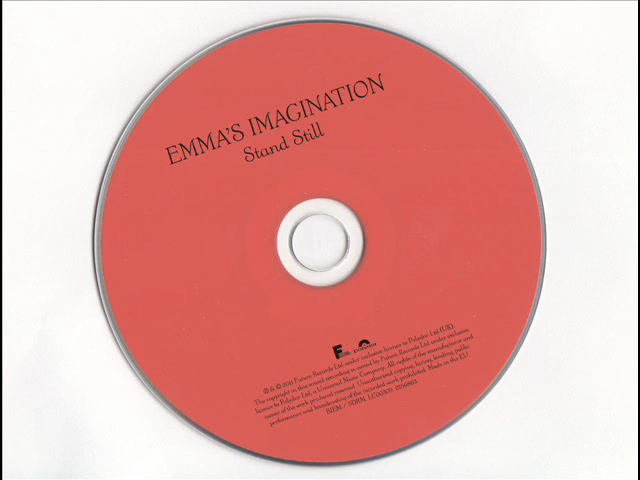 EMMA'S IMAGINATION
Stand Still
℗ & © 2011 Future Records Ltd. under exclusive licence to Polydor Ltd (UK).
The copyright in this sound recording is owned by Future Records Ltd under exclusive
licence to Polydor Ltd, a Universal Music Company. All rights of the manufacturer and
owner of the work produced reserved. Unauthorised copying, hiring, lending, public
performance and broadcasting of the recorded work prohibited. Made in the EU
BIEM / SDRM.